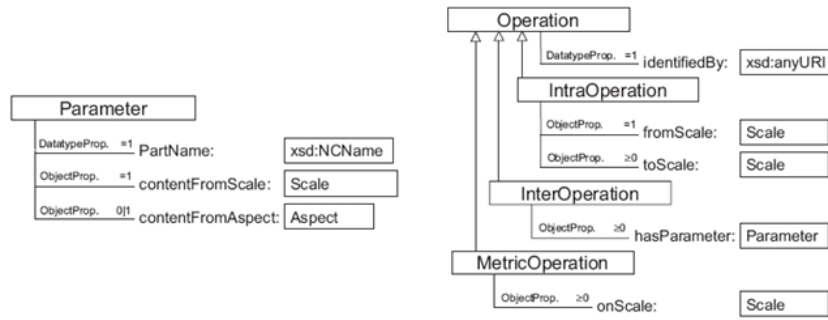 Parameter
DatatypeProp. =1 PartName: xsd:NCName
ObjectProp. =1 contentFromScale: Scale
ObjectProp. 0|1 contentFromAspect: Aspect
Operation
DatatypeProp. =1 identifiedBy: xsd:anyURI
IntraOperation
ObjectProp. =1 fromScale: Scale
ObjectProp. ≥0 toScale: Scale
InterOperation
ObjectProp. ≥0 hasParameter: Parameter
MetricOperation
ObjectProp. ≥0 onScale: Scale